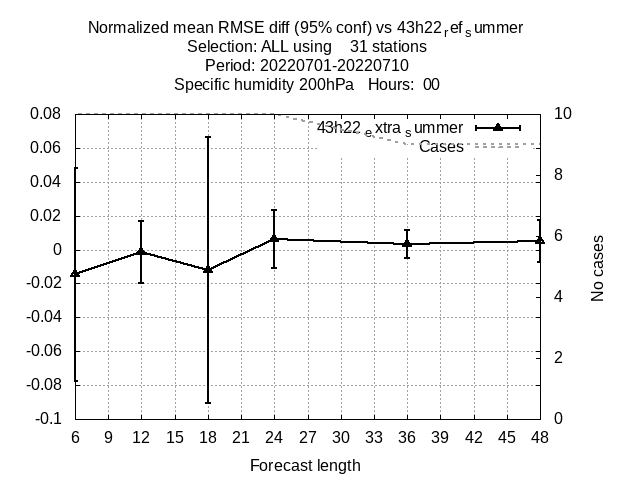 Normalized mean RMSE diff (95% conf) vs 43h22refsummer
Selection: ALL using 31 stations
Period: 20220701-20220710
Specific humidity 200hPa Hours: 00
43h22extrasummer
Cases
0.08
0.06
0.04
0.02
0
-0.02
-0.04
-0.06
-0.08
-0.1
10
8
6
4
2
0
No cases
6 9 12 15 18 21 24 27 30 33 36 39 42 45 48
Forecast length